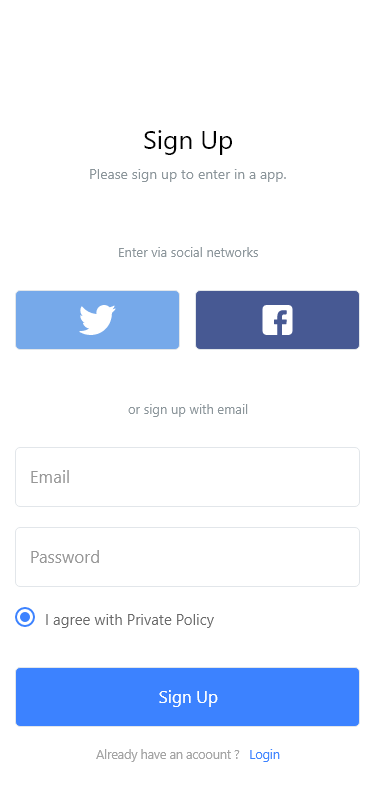 Sign Up
Please sign up to enter in a app.
Enter via social networks
or sign up with email
Email
Password
I agree with Private Policy
Sign Up
Already have an acoount ? Login